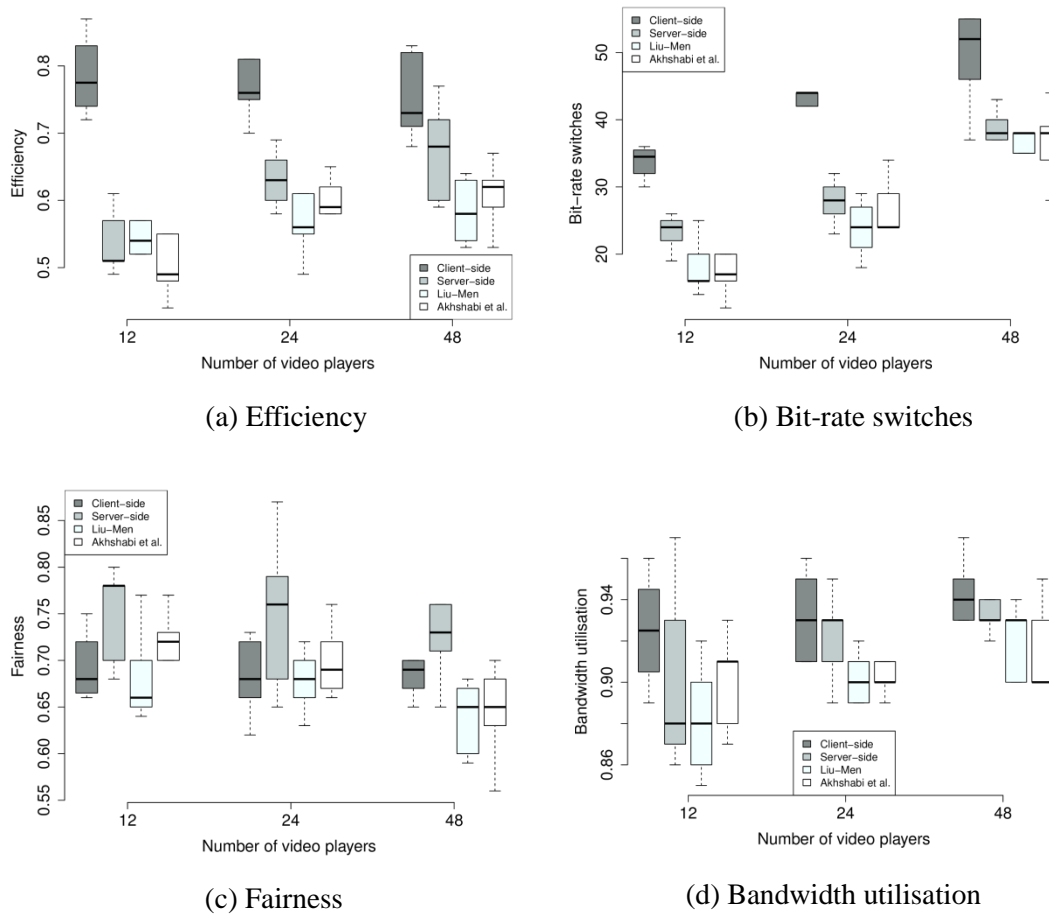 Efficiency
0.8
0.7
0.6
0.5
Client-side
Server-side
Liu-Men
Akhshabi et al.
12
24
48
Number of video players
(a) Efficiency
Bit-rate switches
50
40
30
20
Client-side
Server-side
Liu-Men
Akhshabi et al.
12
24
48
Number of video players
(b) Bit-rate switches
Fairness
0.85
0.80
0.75
0.70
0.65
0.60
0.55
Client-side
Server-side
Liu-Men
Akhshabi et al.
12
24
48
Number of video players
(c) Fairness
Bandwidth utilisation
0.94
0.90
0.86
Client-side
Server-side
Liu-Men
Akhshabi et al.
12
24
48
Number of video players
(d) Bandwidth utilisation